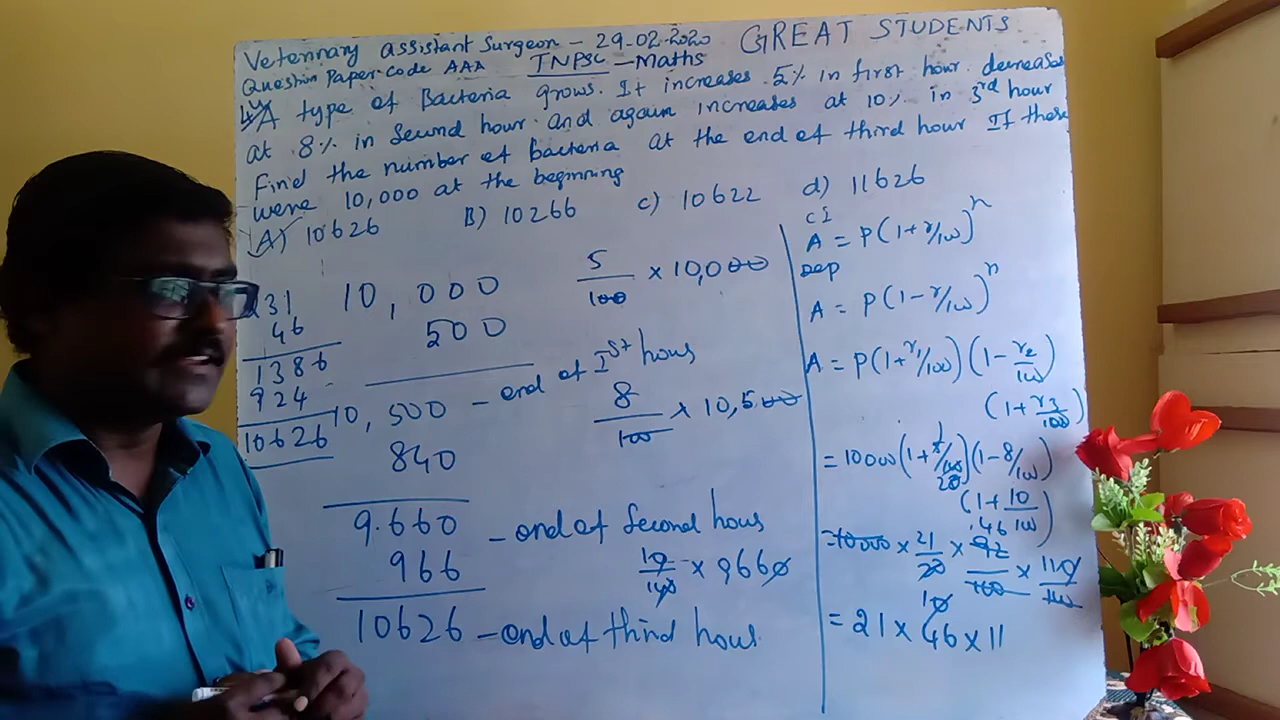 Veterinary Assistant Surgeon - 29-02-2020 GREAT STUDENTS
Question Paper Code AAA TNPSC - Maths
A type of Bacteria grows. It increases 5% in first hour decreases
at 8% in Second hour and again increases at 10% in 3rd hour
Find the number of bacteria at the end of third hour If there
were 10,000 at the beginning
A) 10626 B) 10266 c) 10622 d) 11626
231
46
1386
924
10626
10,000
500
5/100 × 10,000
10,500 - end of Ist hour
840
8/100 × 10,500
9.660 - end of Second hour
966
10/100 × 9660
10626 - end of third hour
CI
A = P(1+r/100)^n
Dep
A = P(1-r/100)^n
A = P(1+r1/100)(1-r2/100)
(1+r3/100)
= 10000(1+5/100)(1-8/100)
1
20
(1+10/100)
46
= 10000 × 21/20 × 92/100 × 110/100
10
= 21 × 46 × 11